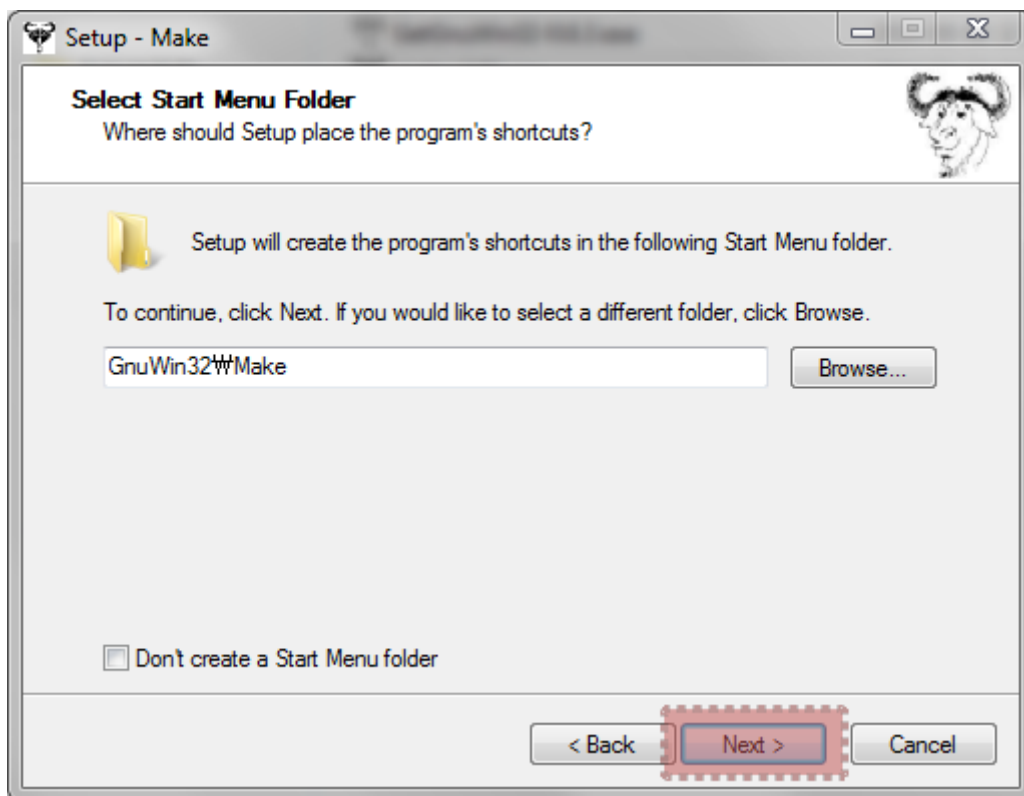 Setup - Make
Select Start Menu Folder
Where should Setup place the program's shortcuts?
Setup will create the program's shortcuts in the following Start Menu folder.
To continue, click Next. If you would like to select a different folder, click Browse.
GnuWin32₩Make
Browse...
Don't create a Start Menu folder
< Back
Next >
Cancel